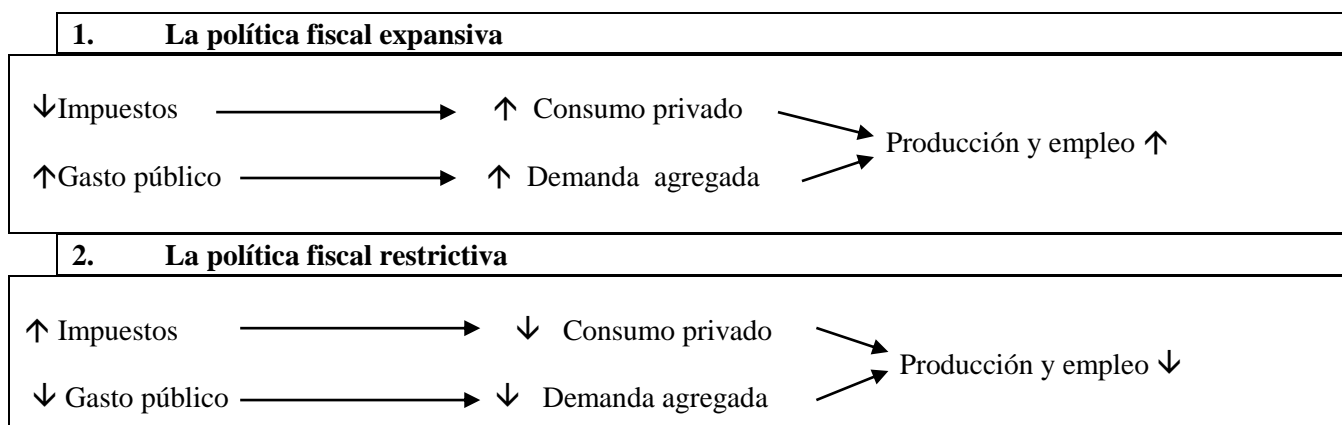 1. La política fiscal expansiva
↓Impuestos ⟶ ↑ Consumo privado
Producción y empleo ↑
↑Gasto público ⟶ ↑ Demanda agregada
2. La política fiscal restrictiva
↑ Impuestos ⟶ ↓ Consumo privado
Producción y empleo ↓
↓ Gasto público ⟶ ↓ Demanda agregada